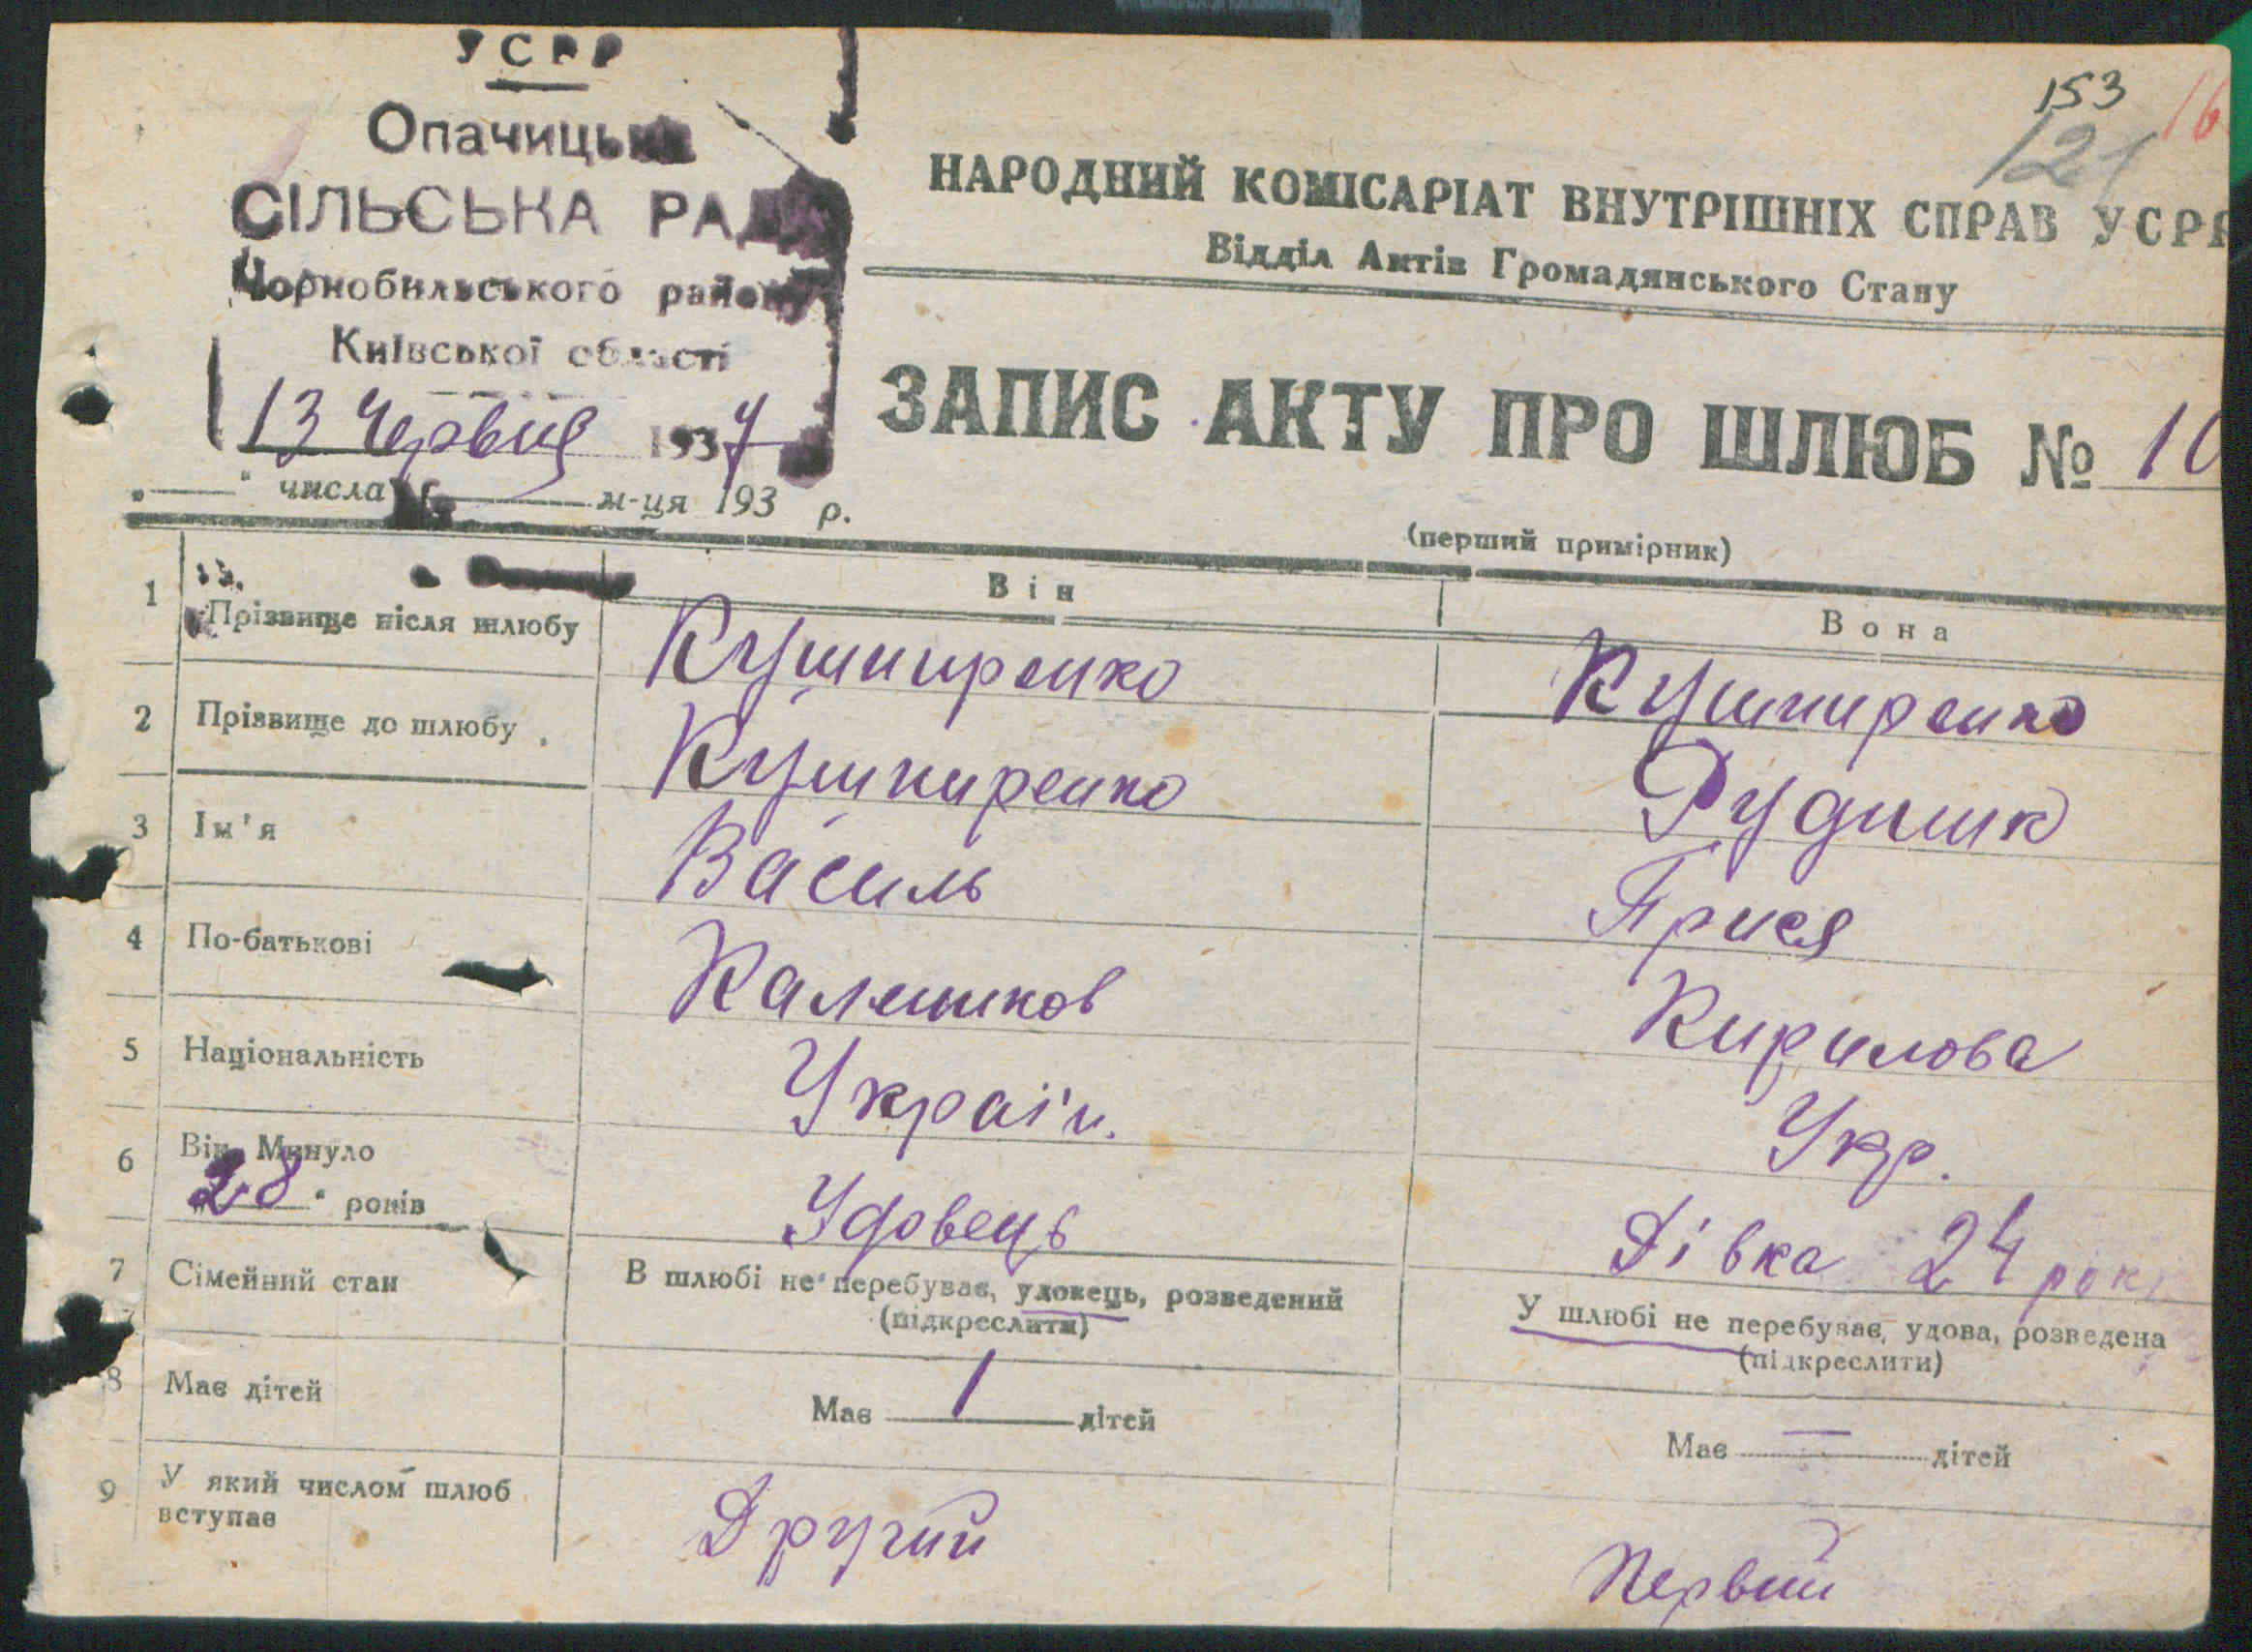 УСРР
Опачицька
СІЛЬСЬКА РАДА
Чорнобильського району
Київської області
13 Червня 1937
"—" числа — м-ця 193 р.
153
121
16
НАРОДНИЙ КОМІСАРІАТ ВНУТРІШНІХ СПРАВ УСРР
Відділ Актів Громадянського Стану
ЗАПИС АКТУ ПРО ШЛЮБ № 10
(перший примірник)
Він
Вона
1 Прізвище після шлюбу Кушниренко Кушниренко
2 Прізвище до шлюбу Кушниренко Рудник
3 Ім'я Василь Прися
4 По-батькові Калеников Кирилова
5 Національність Україн. Укр.
6 Вік Минуло
28 " років Удовець Дівка 24 рок
7 Сімейний стан В шлюбі не перебуває, удовець, розведений У шлюбі не перебуває, удова, розведена
(підкреслити) (підкреслити)
8 Має дітей Має 1 дітей Має — дітей
9 У який числом шлюб
вступає Другий Первий